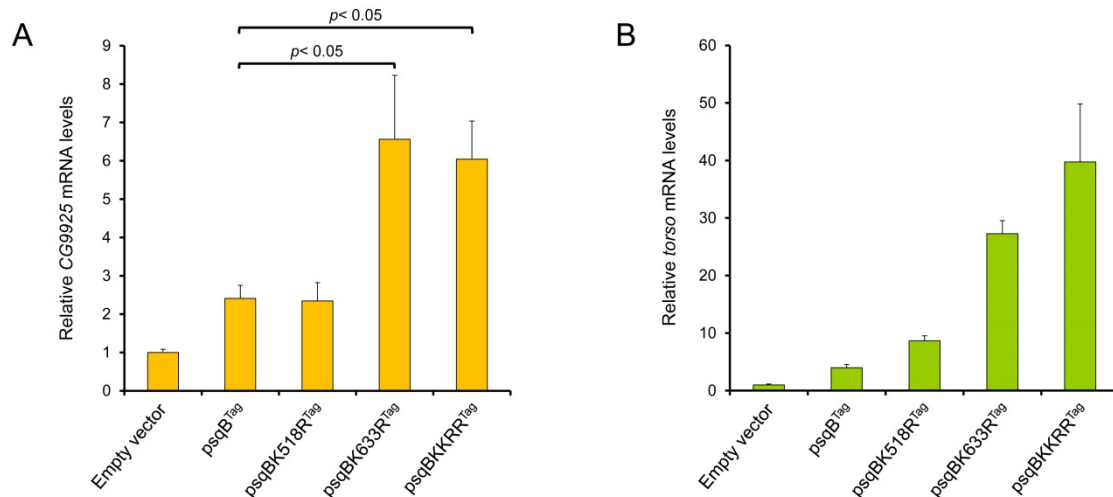 A
p< 0.05
p< 0.05
Relative CG9925 mRNA levels
9
8
7
6
5
4
3
2
1
0
Empty vector
psqBTag
psqBK518RTag
psqBK633RTag
psqBKKRRTag
B
Relative torso mRNA levels
60
50
40
30
20
10
0
Empty vector
psqBTag
psqBK518RTag
psqBK633RTag
psqBKKRRTag